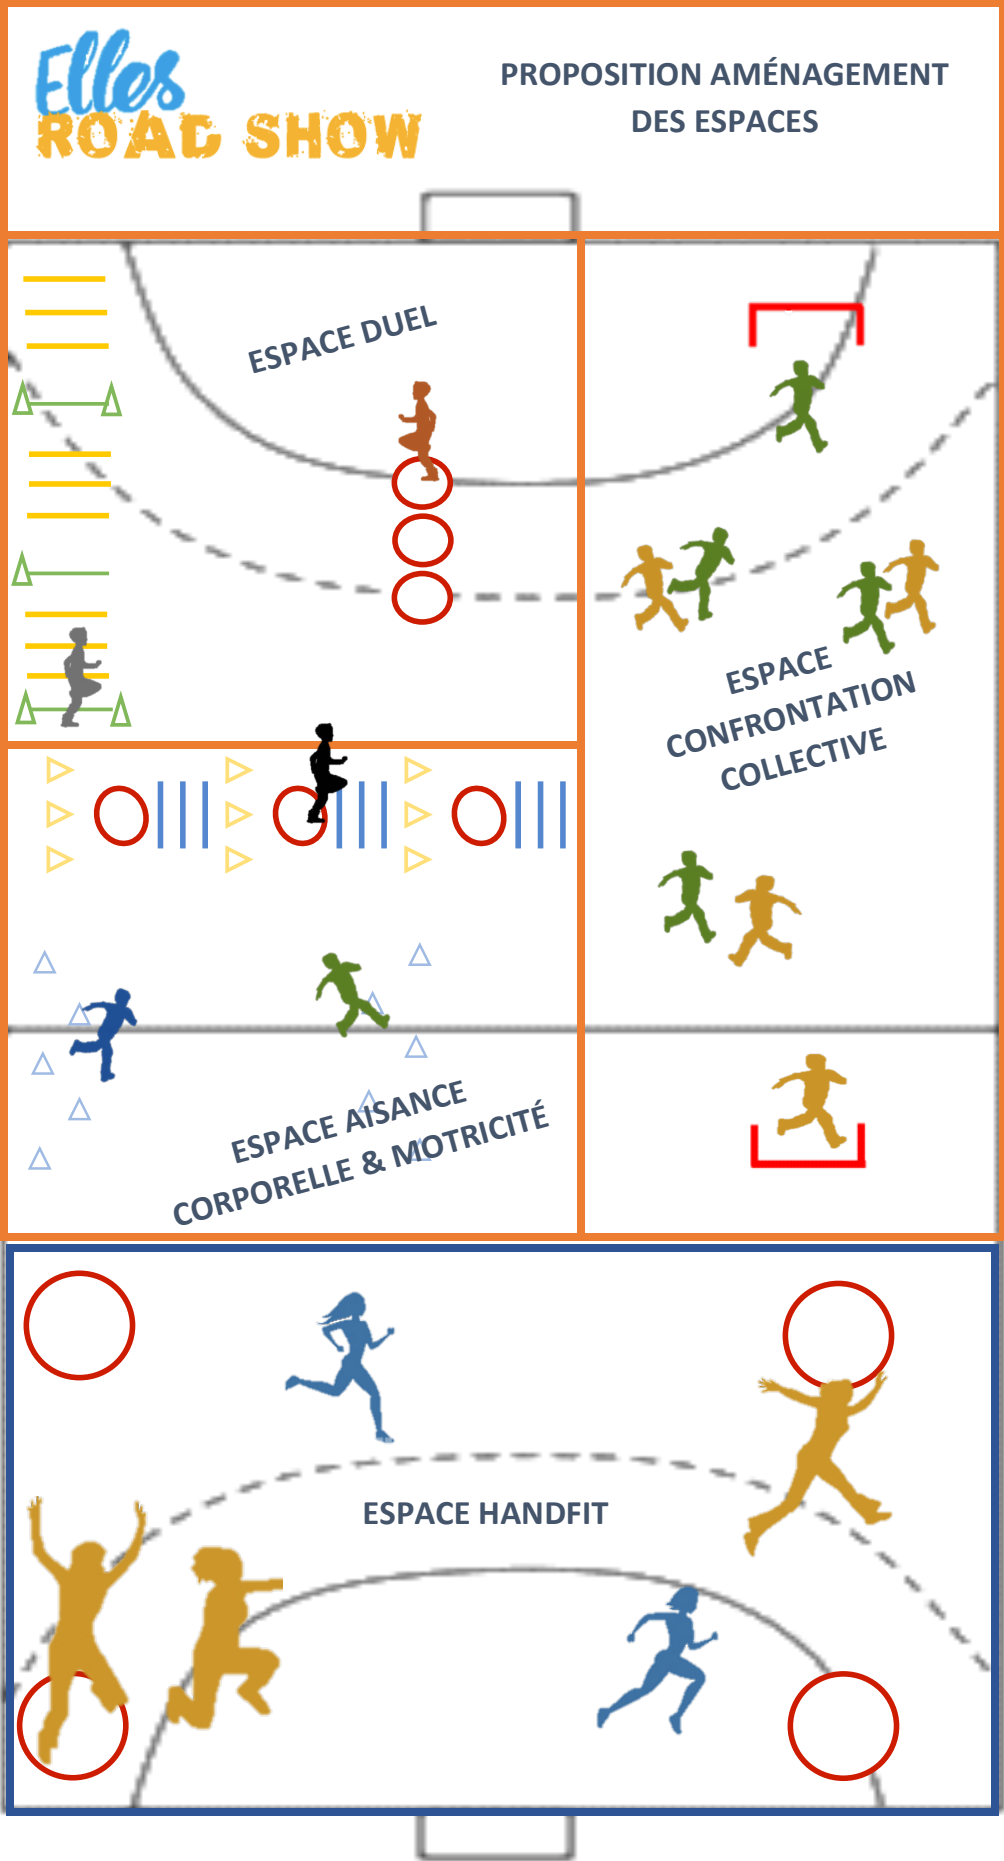 Elles
ROAD SHOW
PROPOSITION AMÉNAGEMENT
DES ESPACES
ESPACE DUEL
ESPACE
CONFRONTATION
COLLECTIVE
ESPACE AISANCE
CORPORELLE & MOTRICITÉ
ESPACE HANDFIT